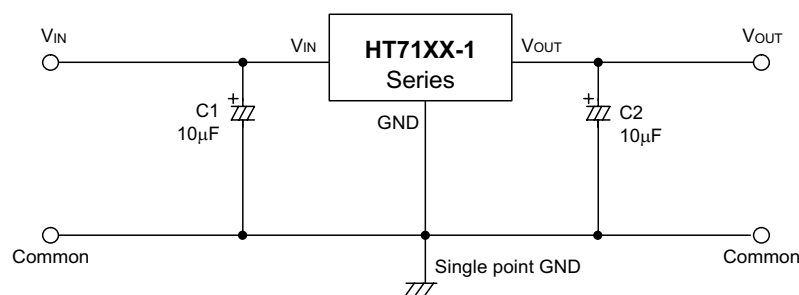 VIN
VIN
HT71XX-1
Series
VOUT
VOUT
+
C1
10μF
GND
+
C2
10μF
Common
Single point GND
Common